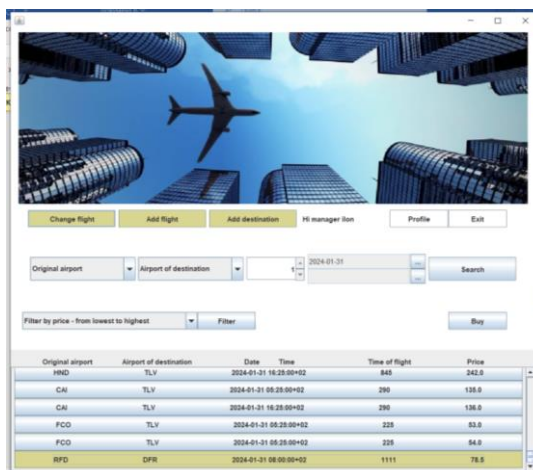 Change flight Add flight Add destination Hi manager ilon Profile Exit
Original airport Airport of destination 1 2024-01-31 ... Search
...
Filter by price - from lowest to highest Filter Buy
Original airport Airport of destination Date Time Time of flight Price
HND TLV 2024-01-31 16:25:00+02 845 242.0
CAI TLV 2024-01-31 05:25:00+02 290 135.0
CAI TLV 2024-01-31 16:25:00+02 290 136.0
FCO TLV 2024-01-31 05:25:00+02 225 53.0
FCO TLV 2024-01-31 05:25:00+02 225 54.0
RFD DFR 2024-01-31 08:00:00+02 1111 78.5